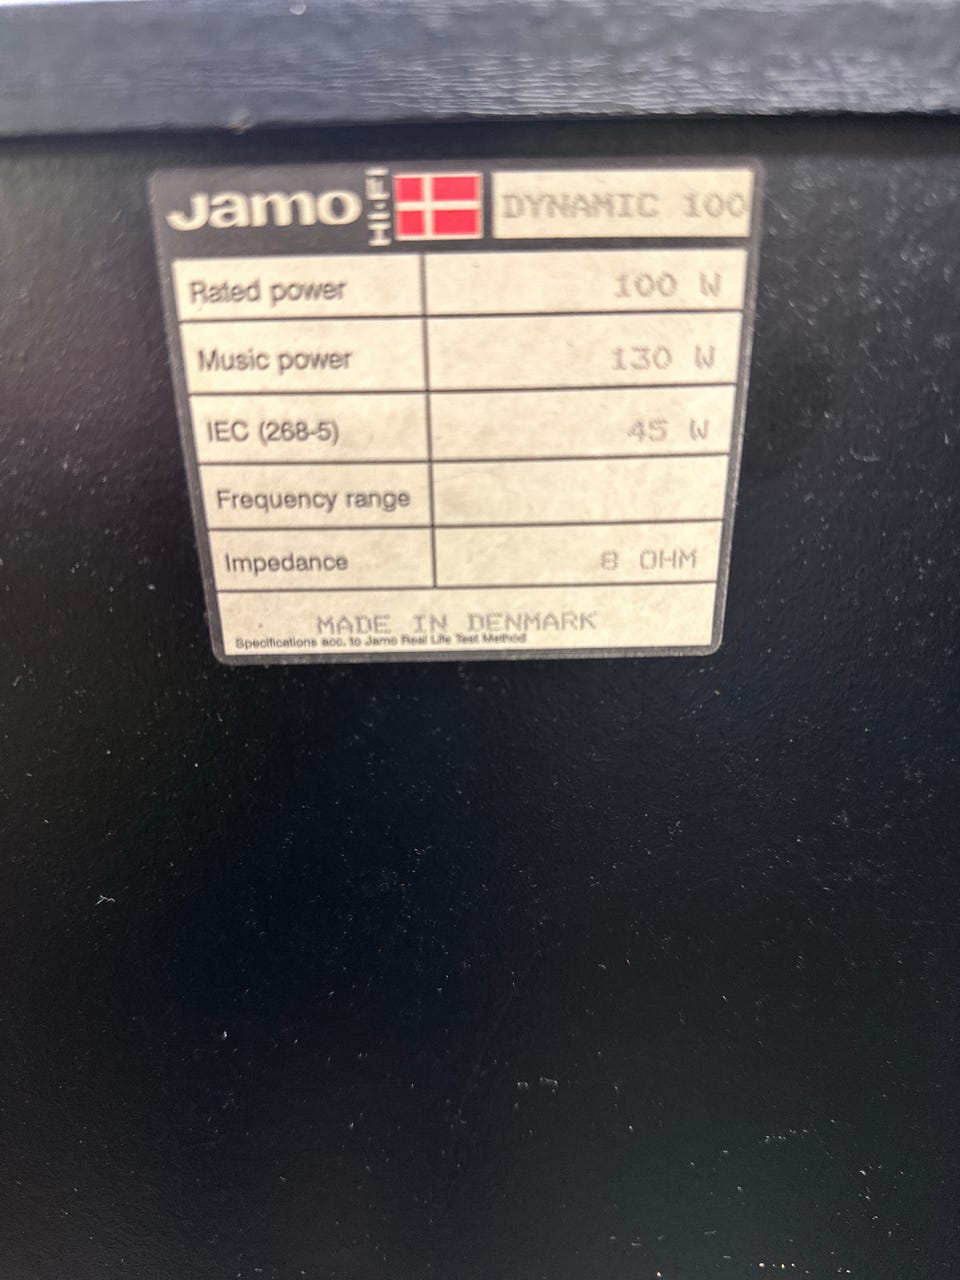 Jamo HI-FI DYNAMIC 100
Rated power 100 W
Music power 130 W
IEC (268-5) 45 W
Frequency range
Impedance 8 OHM
MADE IN DENMARK
Specifications acc. to Jamo Real Life Test Method